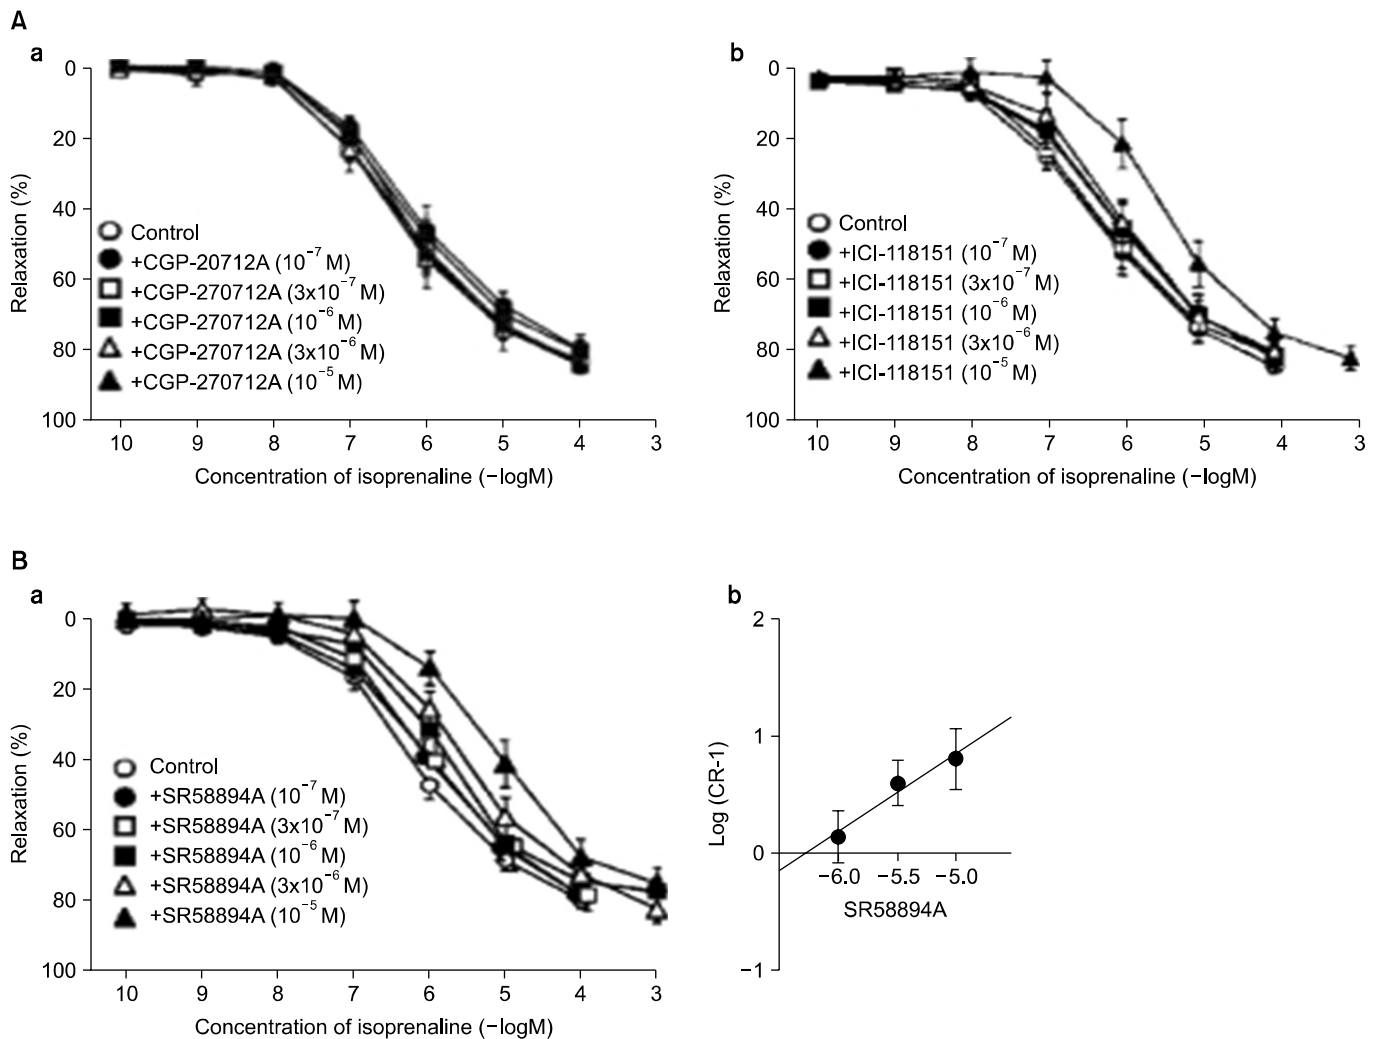 A
a
0
20
40
60
80
100
Relaxation (%)
Control
+CGP-20712A (10⁻⁷ M)
+CGP-270712A (3x10⁻⁷ M)
+CGP-270712A (10⁻⁶ M)
+CGP-270712A (3x10⁻⁶ M)
+CGP-270712A (10⁻⁵ M)
10 9 8 7 6 5 4 3
Concentration of isoprenaline (−logM)
b
0
20
40
60
80
100
Relaxation (%)
Control
+ICI-118151 (10⁻⁷ M)
+ICI-118151 (3x10⁻⁷ M)
+ICI-118151 (10⁻⁶ M)
+ICI-118151 (3x10⁻⁶ M)
+ICI-118151 (10⁻⁵ M)
10 9 8 7 6 5 4 3
Concentration of isoprenaline (−logM)
B
a
0
20
40
60
80
100
Relaxation (%)
Control
+SR58894A (10⁻⁷ M)
+SR58894A (3x10⁻⁷ M)
+SR58894A (10⁻⁶ M)
+SR58894A (3x10⁻⁶ M)
+SR58894A (10⁻⁵ M)
10 9 8 7 6 5 4 3
Concentration of isoprenaline (−logM)
b
2
1
0
−1
Log (CR-1)
−6.0 −5.5 −5.0
SR58894A